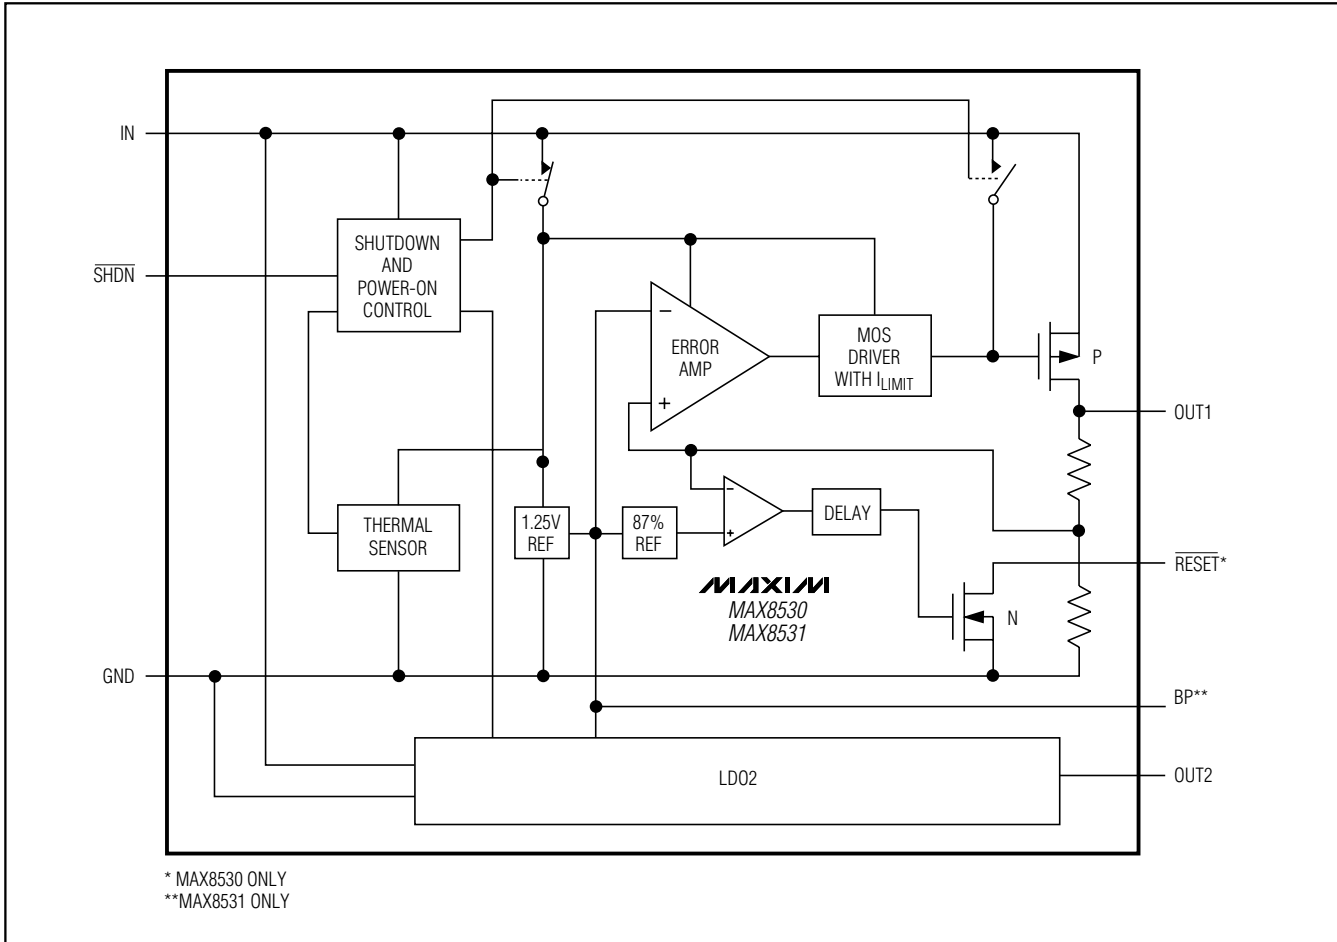 IN
SHUTDOWN
AND
POWER-ON
CONTROL
SHDN
−
ERROR
AMP
+
MOS
DRIVER
WITH ILIMIT
P
OUT1
THERMAL
SENSOR
1.25V
REF
87%
REF
−
+
DELAY
RESET*
MAXIM
MAX8530
MAX8531
N
GND
BP**
LDO2
OUT2
* MAX8530 ONLY
**MAX8531 ONLY